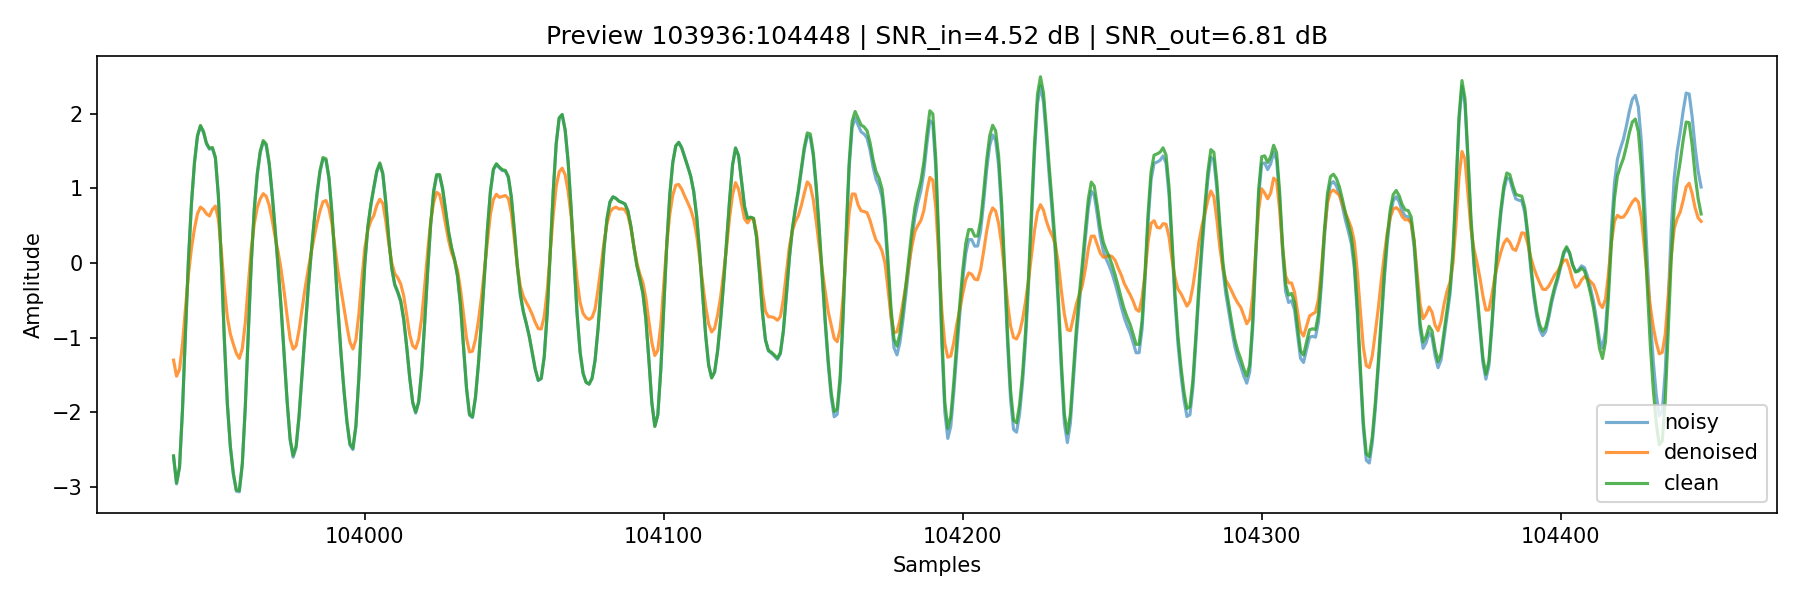 Preview 103936:104448 | SNR_in=4.52 dB | SNR_out=6.81 dB
Amplitude
2
1
0
−1
−2
−3
104000
104100
104200
104300
104400
Samples
noisy
denoised
clean